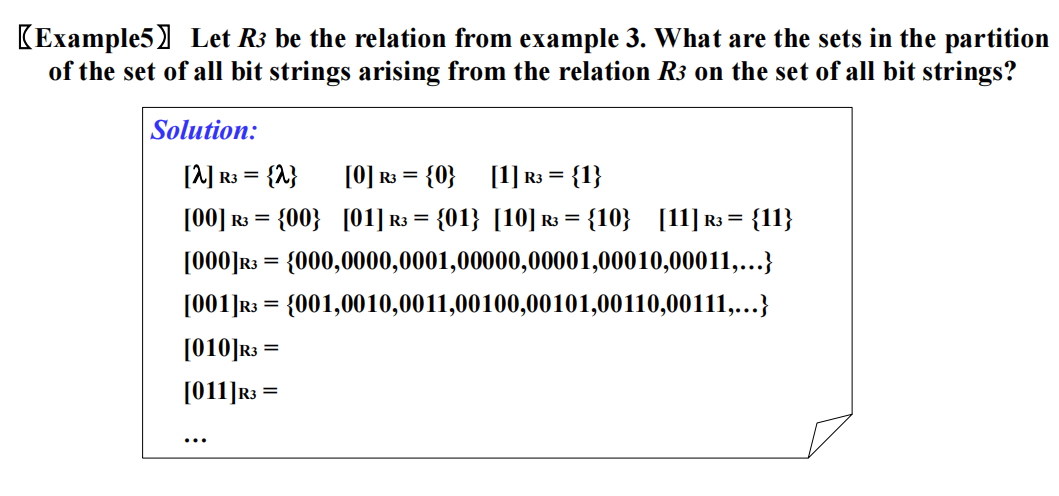 〖Example5〗 Let R3 be the relation from example 3. What are the sets in the partition
of the set of all bit strings arising from the relation R3 on the set of all bit strings?
Solution:
[λ] R3 = {λ} [0] R3 = {0} [1] R3 = {1}
[00] R3 = {00} [01] R3 = {01} [10] R3 = {10} [11] R3 = {11}
[000]R3 = {000,0000,0001,00000,00001,00010,00011,…}
[001]R3 = {001,0010,0011,00100,00101,00110,00111,…}
[010]R3 =
[011]R3 =
…